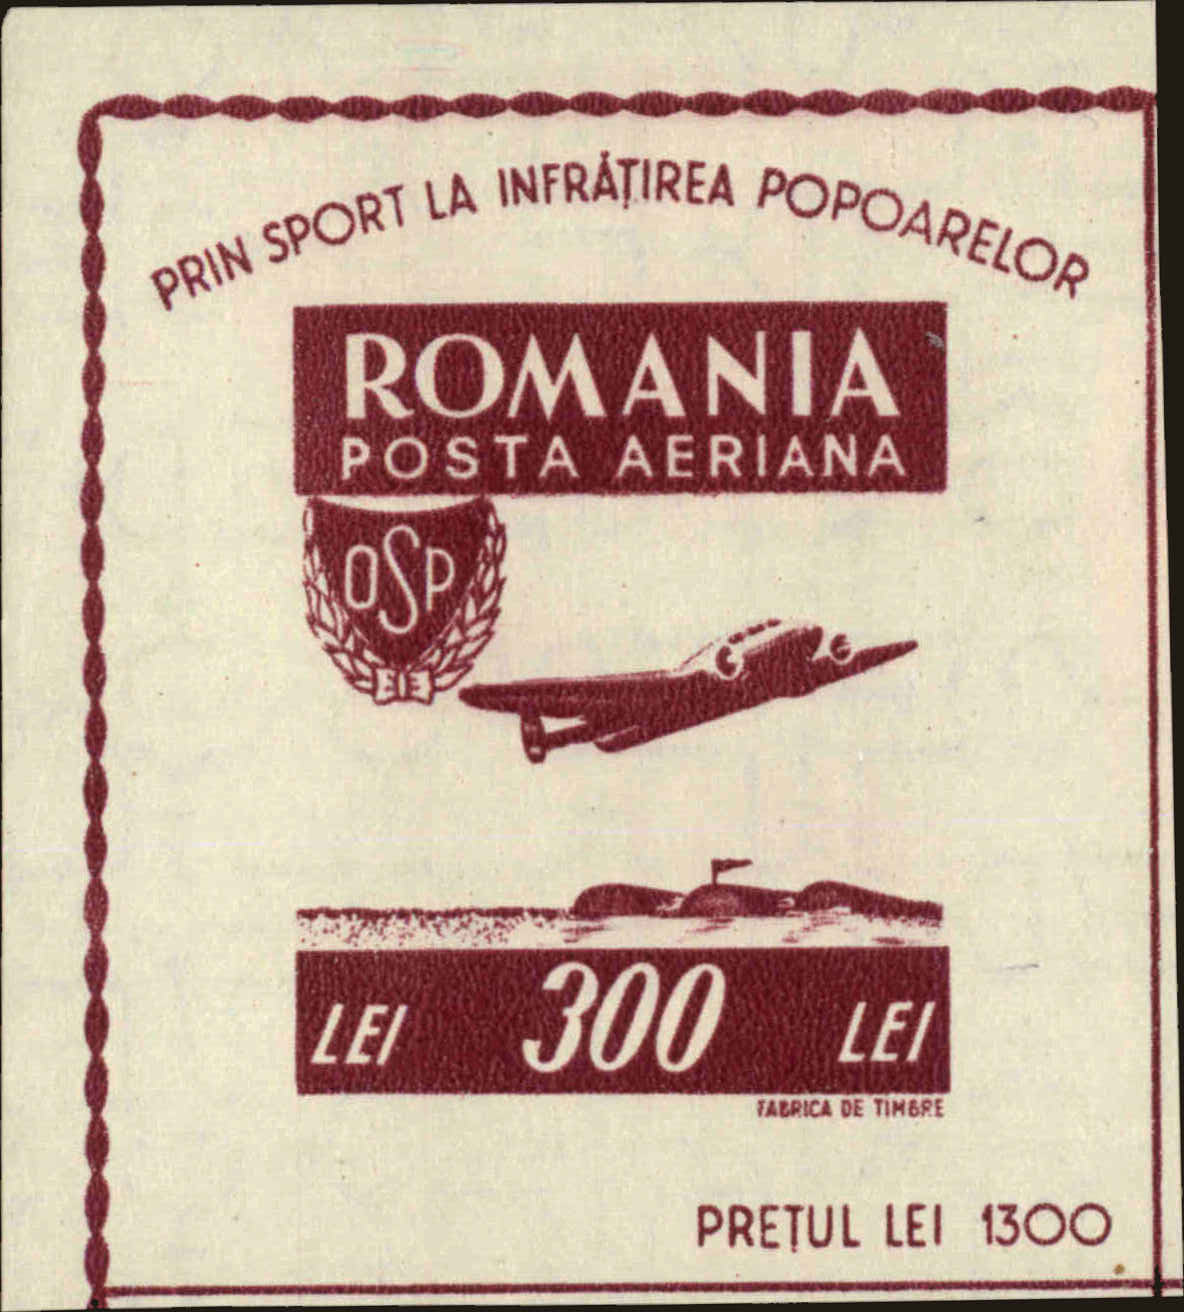 PRIN SPORT LA INFRĂȚIREA POPOARELOR
ROMANIA
POSTA AERIANA
OSP
LEI 300 LEI
FABRICA DE TIMBRE
PREȚUL LEI 1300